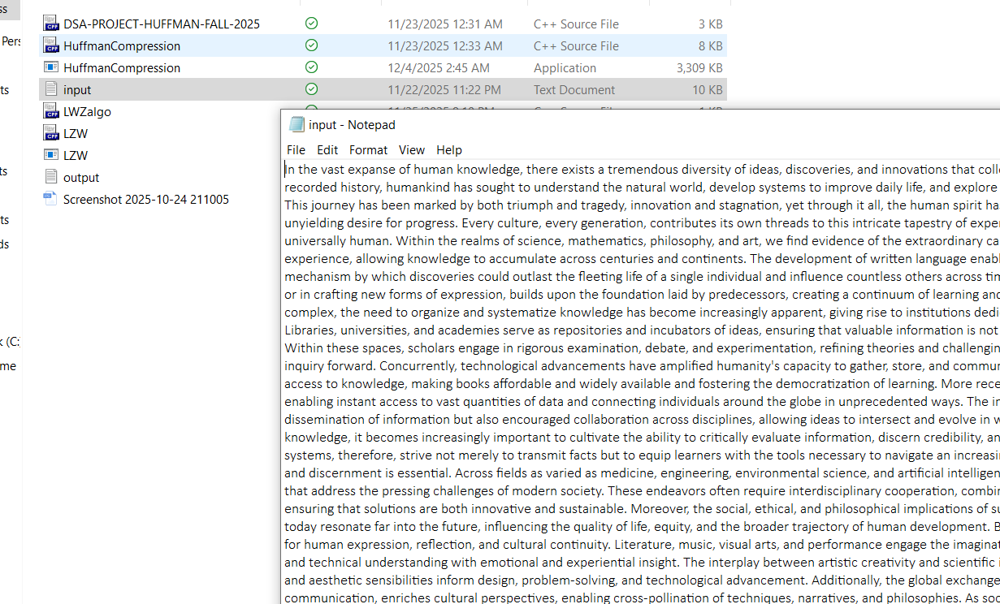 ss
DSA-PROJECT-HUFFMAN-FALL-2025 11/23/2025 12:31 AM C++ Source File 3 KB
Pers
HuffmanCompression 11/23/2025 12:33 AM C++ Source File 8 KB
HuffmanCompression 12/4/2025 2:45 AM Application 3,309 KB
ts
input 11/22/2025 11:22 PM Text Document 10 KB
LWZalgo
LZW
LZW
ts
output
Screenshot 2025-10-24 211005
ts
ds
k (C:)
me
input - Notepad
File Edit Format View Help
In the vast expanse of human knowledge, there exists a tremendous diversity of ideas, discoveries, and innovations that coll
recorded history, humankind has sought to understand the natural world, develop systems to improve daily life, and explore
This journey has been marked by both triumph and tragedy, innovation and stagnation, yet through it all, the human spirit ha
unyielding desire for progress. Every culture, every generation, contributes its own threads to this intricate tapestry of expe
universally human. Within the realms of science, mathematics, philosophy, and art, we find evidence of the extraordinary ca
experience, allowing knowledge to accumulate across centuries and continents. The development of written language enabl
mechanism by which discoveries could outlast the fleeting life of a single individual and influence countless others across tim
or in crafting new forms of expression, builds upon the foundation laid by predecessors, creating a continuum of learning and
complex, the need to organize and systematize knowledge has become increasingly apparent, giving rise to institutions dedi
Libraries, universities, and academies serve as repositories and incubators of ideas, ensuring that valuable information is not
Within these spaces, scholars engage in rigorous examination, debate, and experimentation, refining theories and challengin
inquiry forward. Concurrently, technological advancements have amplified humanity's capacity to gather, store, and commu
access to knowledge, making books affordable and widely available and fostering the democratization of learning. More rece
enabling instant access to vast quantities of data and connecting individuals around the globe in unprecedented ways. The in
dissemination of information but also encouraged collaboration across disciplines, allowing ideas to intersect and evolve in w
knowledge, it becomes increasingly important to cultivate the ability to critically evaluate information, discern credibility, an
systems, therefore, strive not merely to transmit facts but to equip learners with the tools necessary to navigate an increasi
and discernment is essential. Across fields as varied as medicine, engineering, environmental science, and artificial intelligen
that address the pressing challenges of modern society. These endeavors often require interdisciplinary cooperation, combin
ensuring that solutions are both innovative and sustainable. Moreover, the social, ethical, and philosophical implications of su
today resonate far into the future, influencing the quality of life, equity, and the broader trajectory of human development. B
for human expression, reflection, and cultural continuity. Literature, music, visual arts, and performance engage the imaginat
and technical understanding with emotional and experiential insight. The interplay between artistic creativity and scientific i
and aesthetic sensibilities inform design, problem-solving, and technological advancement. Additionally, the global exchange
communication, enriches cultural perspectives, enabling cross-pollination of techniques, narratives, and philosophies. As soc